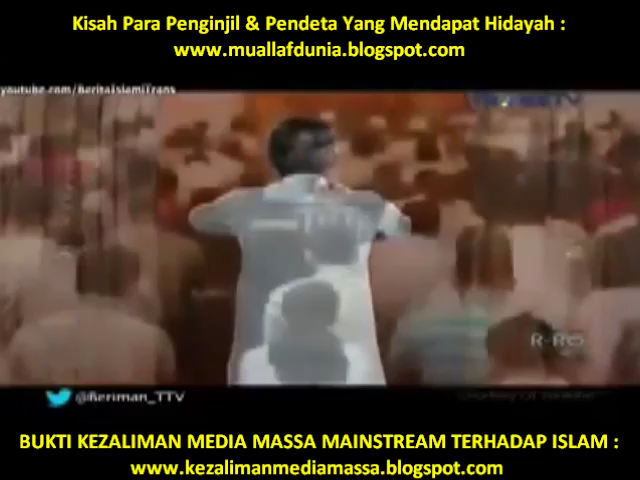 Kisah Para Penginjil & Pendeta Yang Mendapat Hidayah :
www.muallafdunia.blogspot.com
youtube.com/BeritaIslamiTrans
R-RO
@Beriman_TTV
BUKTI KEZALIMAN MEDIA MASSA MAINSTREAM TERHADAP ISLAM :
www.kezalimanmediamassa.blogspot.com